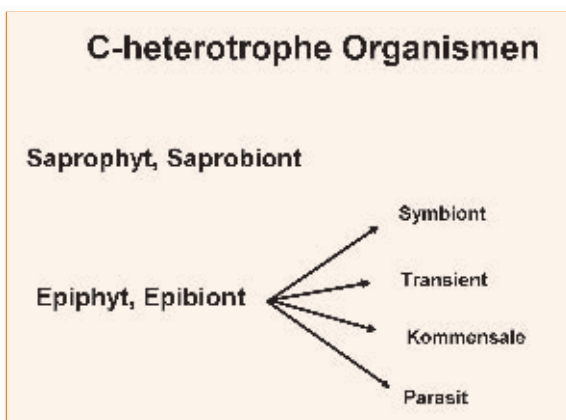 C-heterotrophe Organismen
Saprophyt, Saprobiont
Symbiont
Transient
Epiphyt, Epibiont
Kommensale
Parasit